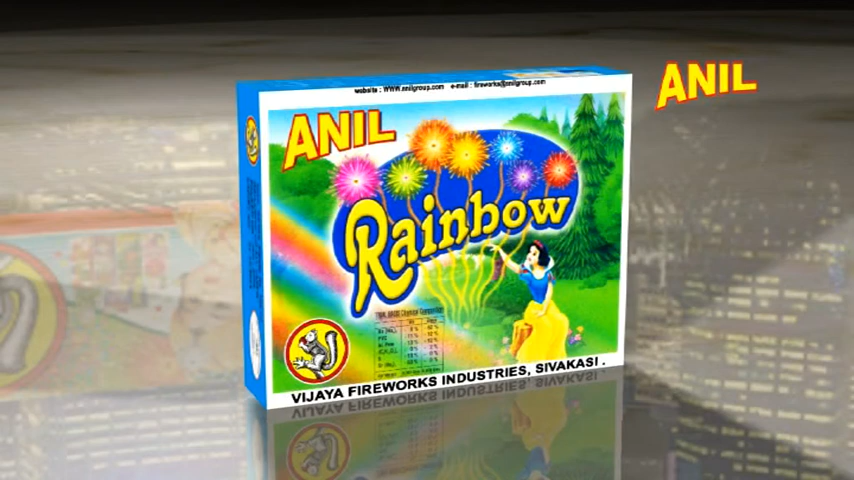 website : WWW.anilgroup.com e-mail : fireworks@anilgroup.com
ANIL
ANIL
Rainbow
VIJAYA FIREWORKS INDUSTRIES, SIVAKASI .